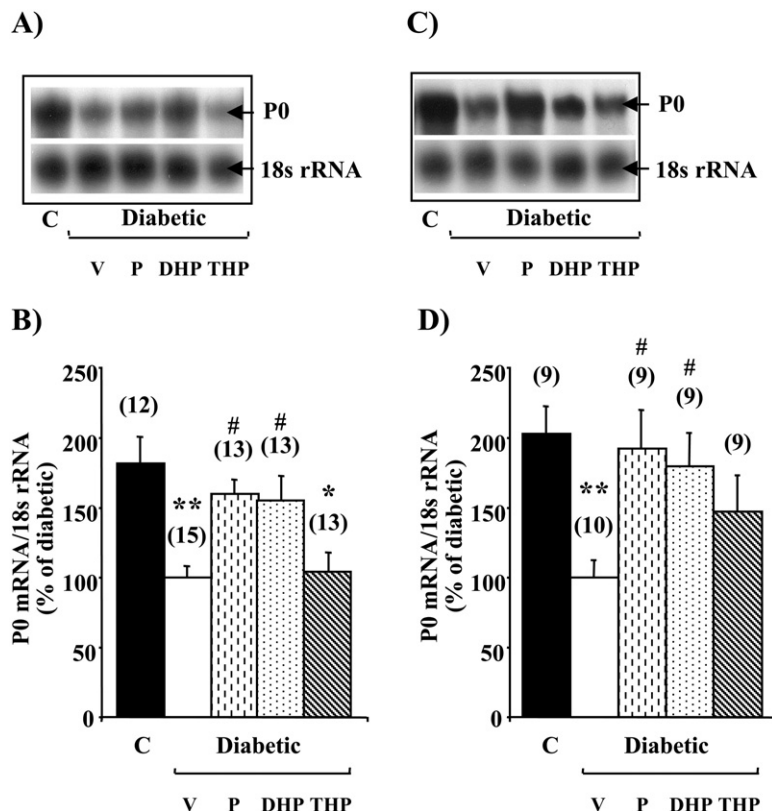 A)
P0
18s rRNA
C Diabetic
V P DHP THP
C)
P0
18s rRNA
C Diabetic
V P DHP THP
B)
P0 mRNA/18s rRNA
(% of diabetic)
250
200
150
100
50
0
(12)
**
(15)
#
(13)
#
(13)
*
(13)
C Diabetic
V P DHP THP
D)
P0 mRNA/18s rRNA
(% of diabetic)
250
200
150
100
50
0
(9)
**
(10)
#
(9)
#
(9)
(9)
C Diabetic
V P DHP THP